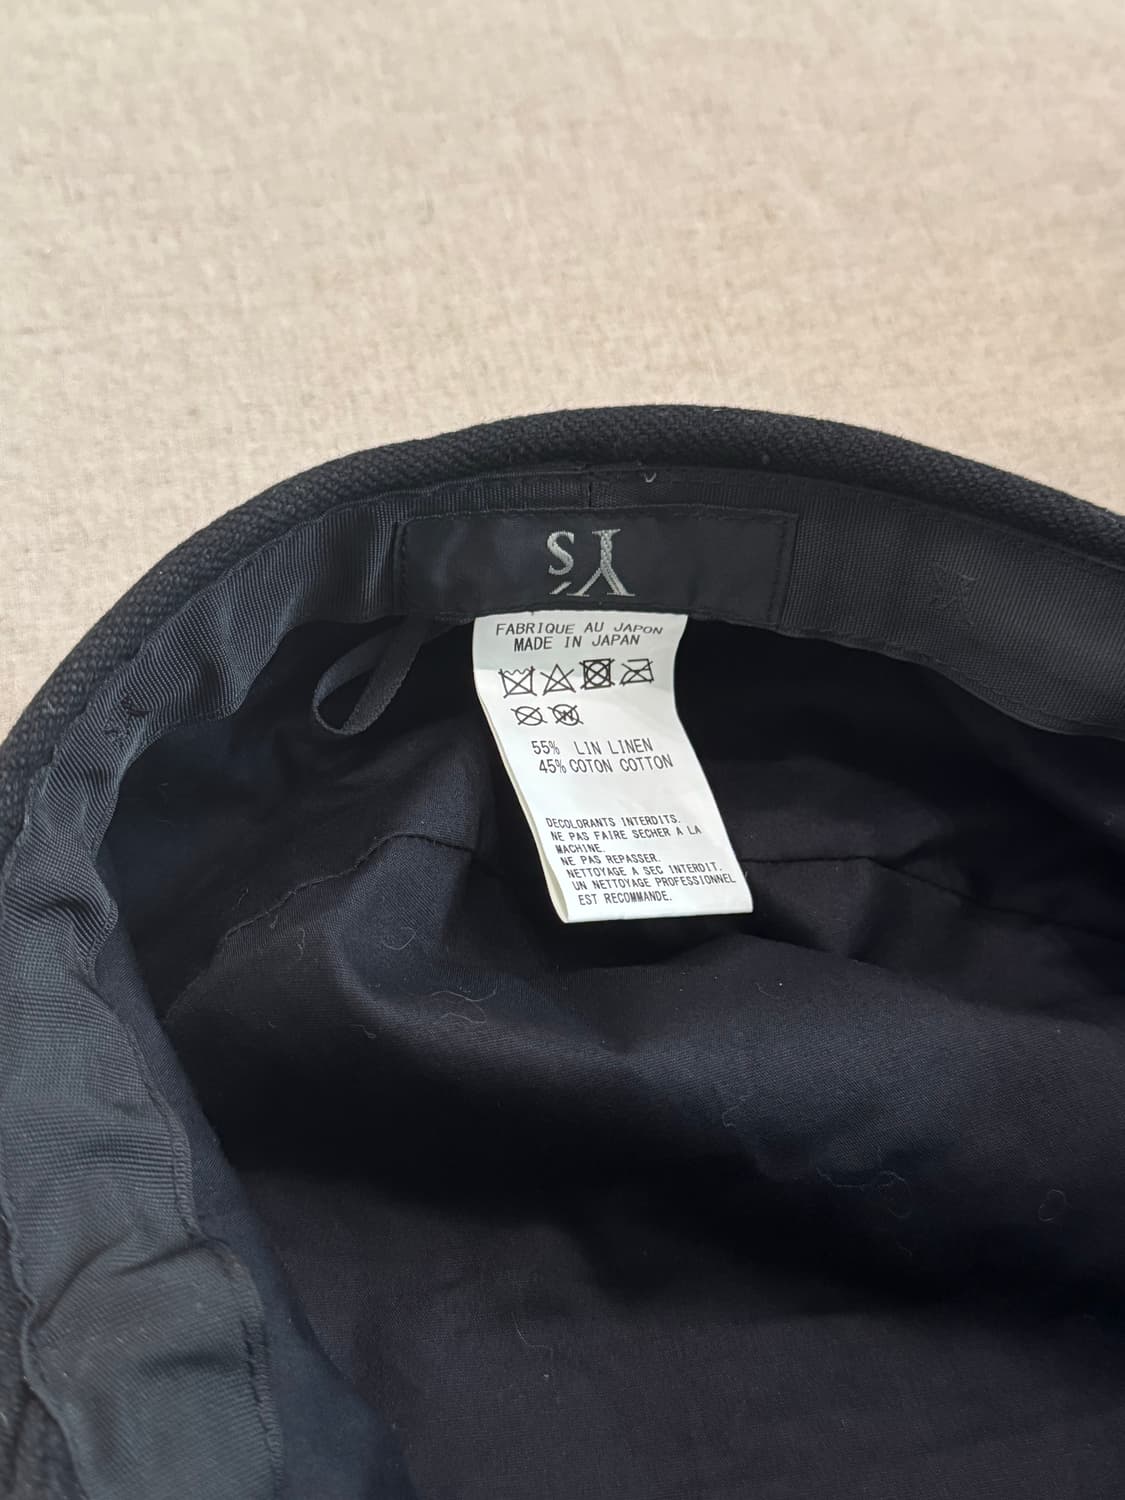 Y's
FABRIQUE AU JAPON
MADE IN JAPAN
55% LIN LINEN
45% COTON COTTON
DECOLORANTS INTERDITS.
NE PAS FAIRE SECHER A LA
MACHINE.
NE PAS REPASSER.
NETTOYAGE A SEC INTERDIT.
UN NETTOYAGE PROFESSIONNEL
EST RECOMMANDE.